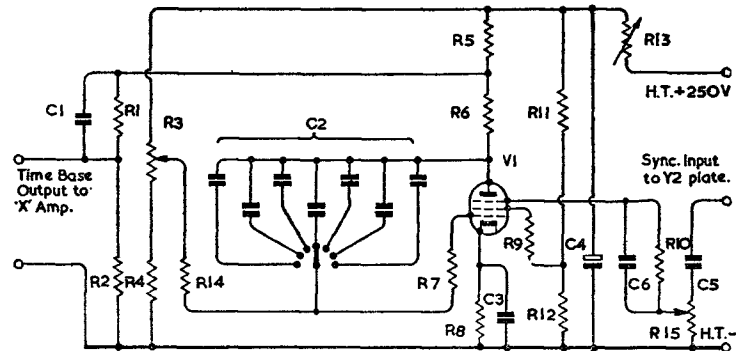 R5
R13
C1
R1
R3
R6
R11
H.T.+250V
C2
V1
Sync. Input
to Y2 plate.
Time Base
Output to
'X' Amp.
R9
C4
R10
R2
R4
R14
R7
C3
C6
C5
R8
R12
R15
H.T.-